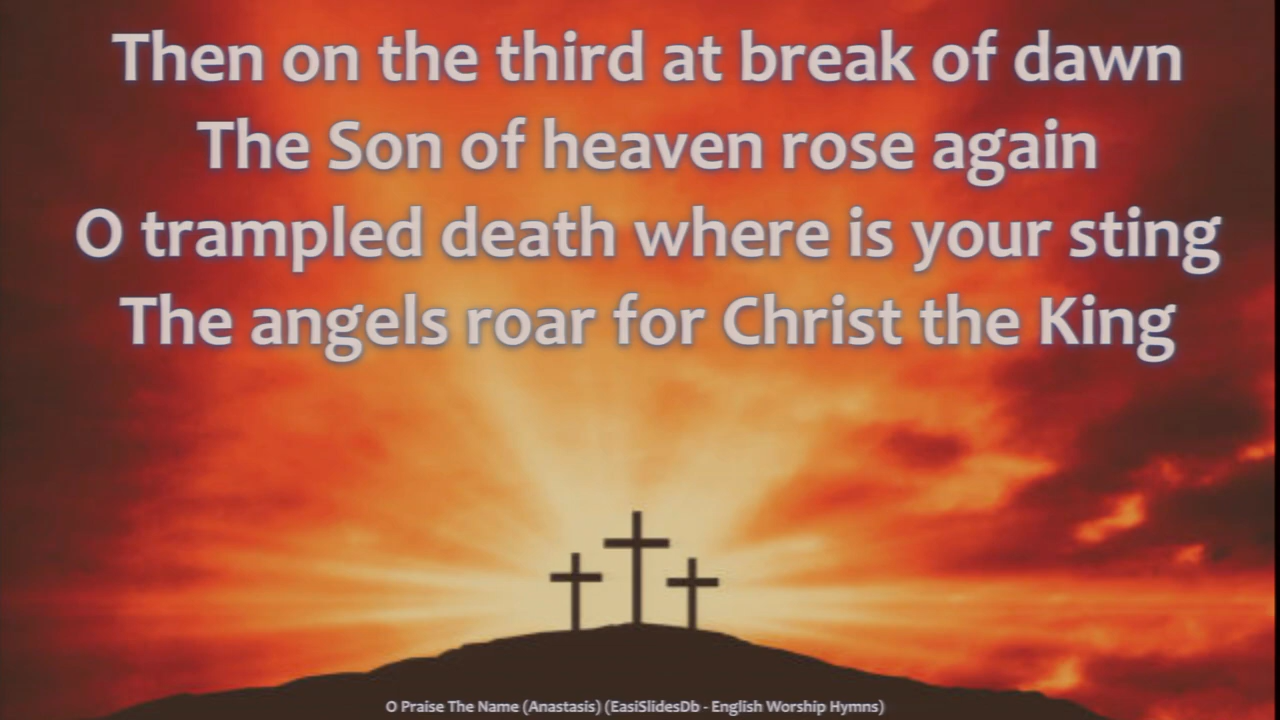 Then on the third at break of dawn
The Son of heaven rose again
O trampled death where is your sting
The angels roar for Christ the King
O Praise The Name (Anastasis) (EasiSlidesDb - English Worship Hymns)